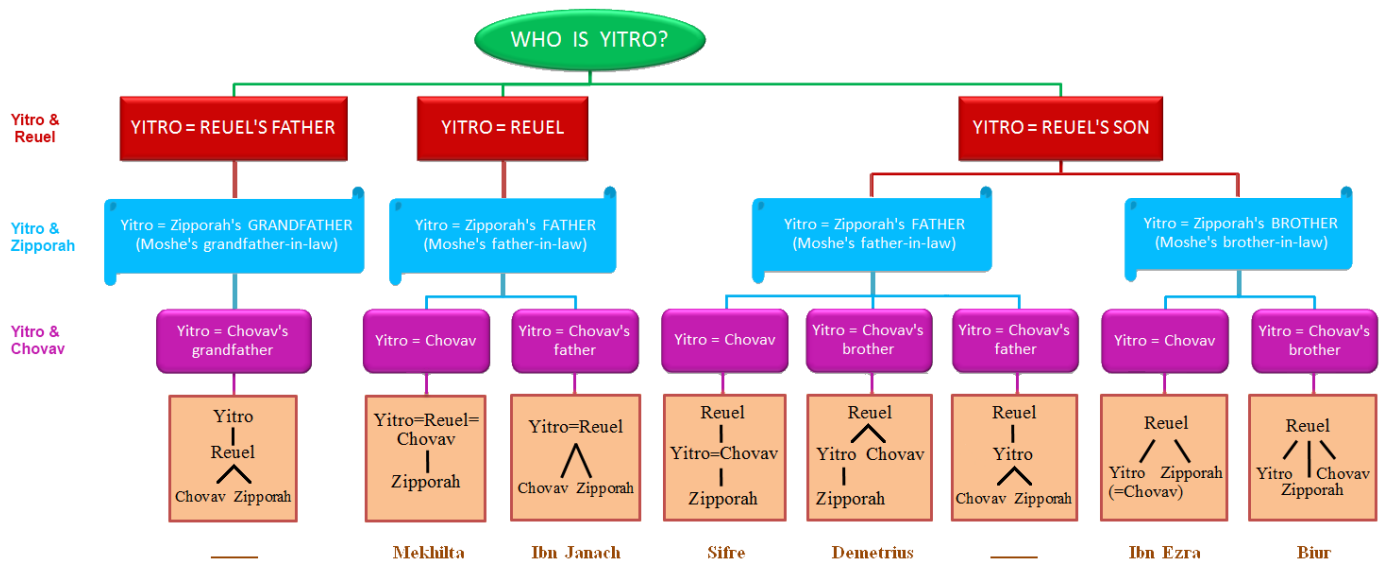 WHO IS YITRO?
Yitro &
Reuel
YITRO = REUEL'S FATHER
YITRO = REUEL
YITRO = REUEL'S SON
Yitro &
Zipporah
Yitro = Zipporah's GRANDFATHER
(Moshe's grandfather-in-law)
Yitro = Zipporah's FATHER
(Moshe's father-in-law)
Yitro = Zipporah's FATHER
(Moshe's father-in-law)
Yitro = Zipporah's BROTHER
(Moshe's brother-in-law)
Yitro &
Chovav
Yitro = Chovav's
grandfather
Yitro = Chovav
Yitro = Chovav's
father
Yitro = Chovav
Yitro = Chovav's
brother
Yitro = Chovav's
father
Yitro = Chovav
Yitro = Chovav's
brother
Yitro
Reuel
Chovav Zipporah
Yitro=Reuel=
Chovav
Zipporah
Yitro=Reuel
Chovav Zipporah
Reuel
Yitro=Chovav
Zipporah
Reuel
Yitro Chovav
Zipporah
Reuel
Yitro
Chovav Zipporah
Reuel
Yitro Zipporah
(=Chovav)
Reuel
Yitro Chovav
Zipporah
Mekhilta
Ibn Janach
Sifre
Demetrius
Ibn Ezra
Biur